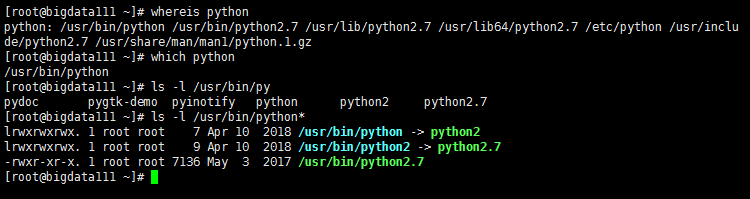 [root@bigdata111 ~]# whereis python
python: /usr/bin/python /usr/bin/python2.7 /usr/lib/python2.7 /usr/lib64/python2.7 /etc/python /usr/inclu
de/python2.7 /usr/share/man/man1/python.1.gz
[root@bigdata111 ~]# which python
/usr/bin/python
[root@bigdata111 ~]# ls -l /usr/bin/py
pydoc       pygtk-demo  pyinotify   python      python2     python2.7
[root@bigdata111 ~]# ls -l /usr/bin/python*
lrwxrwxrwx. 1 root root    7 Apr 10  2018 /usr/bin/python -> python2
lrwxrwxrwx. 1 root root    9 Apr 10  2018 /usr/bin/python2 -> python2.7
-rwxr-xr-x. 1 root root 7136 May  3  2017 /usr/bin/python2.7
[root@bigdata111 ~]#